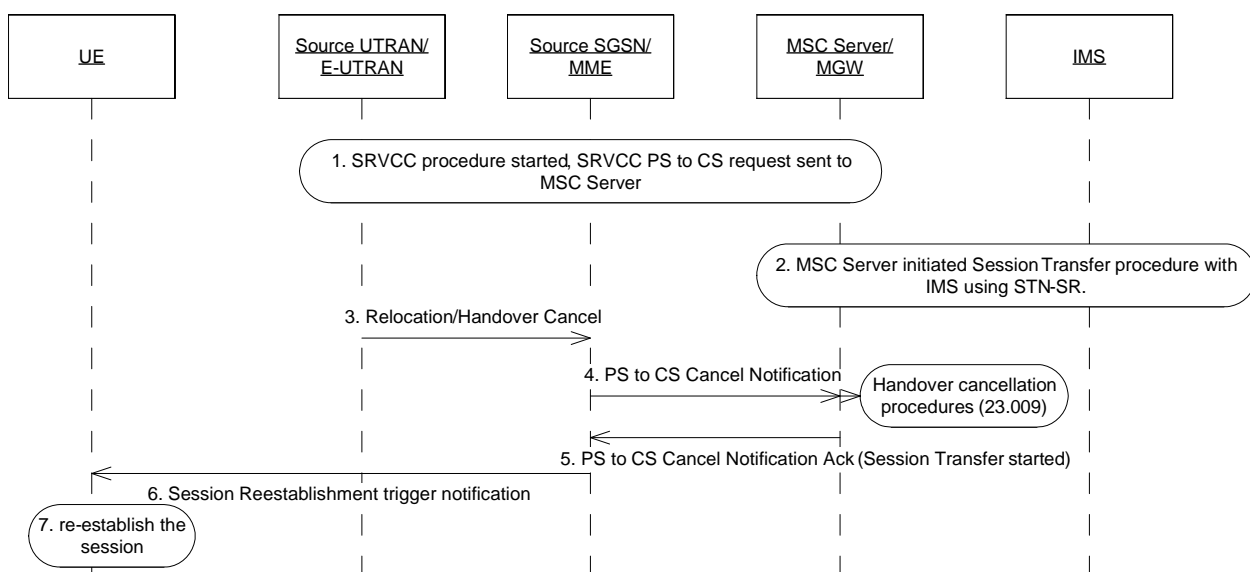 UE
Source UTRAN/
E-UTRAN
Source SGSN/
MME
MSC Server/
MGW
IMS
1. SRVCC procedure started, SRVCC PS to CS request sent to
MSC Server
2. MSC Server initiated Session Transfer procedure with
IMS using STN-SR.
3. Relocation/Handover Cancel
4. PS to CS Cancel Notification
Handover cancellation
procedures (23.009)
5. PS to CS Cancel Notification Ack (Session Transfer started)
6. Session Reestablishment trigger notification
7. re-establish the
session